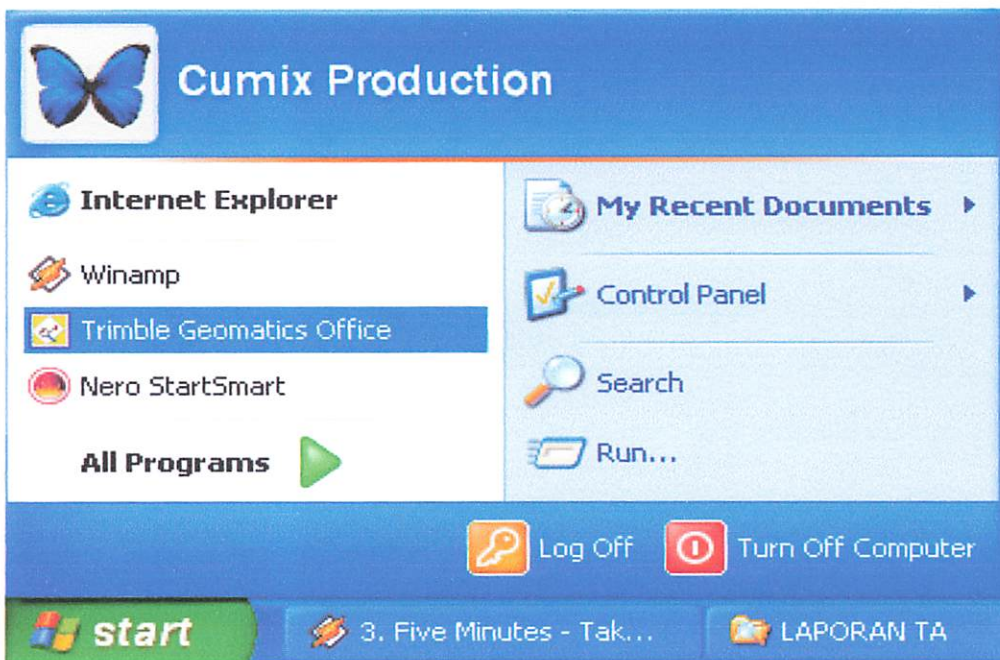 Cumix Production
Internet Explorer
Winamp
Trimble Geomatics Office
Nero StartSmart
All Programs
My Recent Documents
Control Panel
Search
Run...
Log Off
Turn Off Computer
start
3. Five Minutes - Tak...
LAPORAN TA